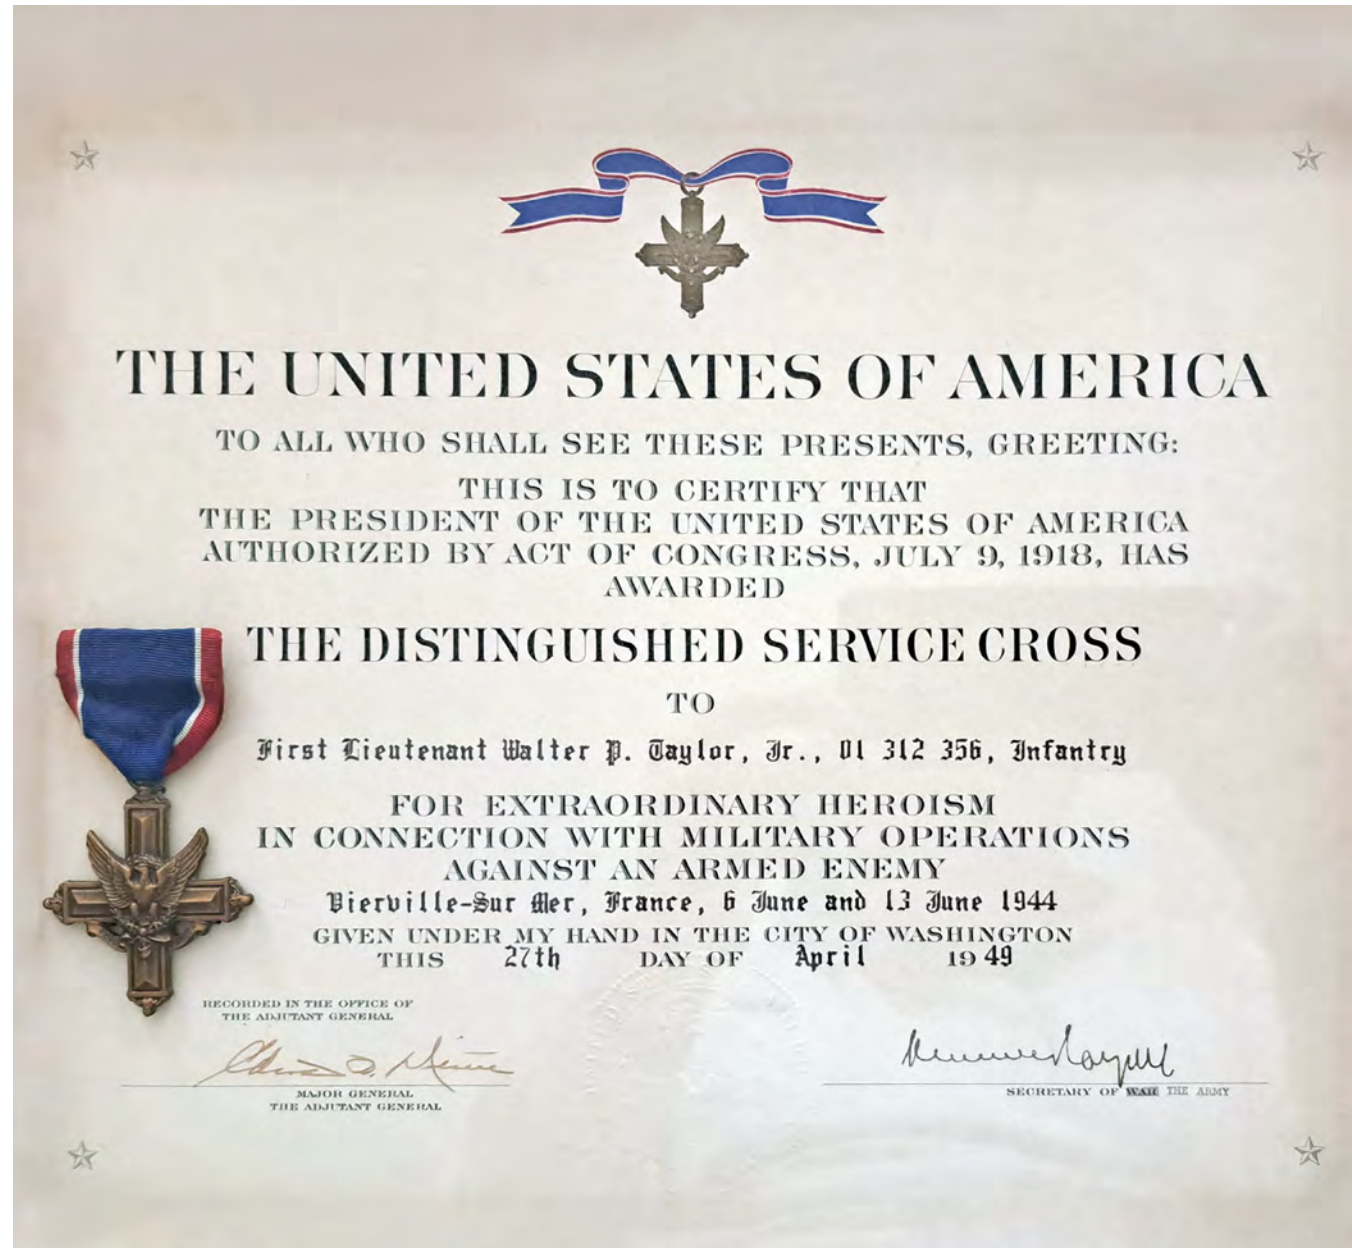 THE UNITED STATES OF AMERICA
TO ALL WHO SHALL SEE THESE PRESENTS, GREETING:
THIS IS TO CERTIFY THAT
THE PRESIDENT OF THE UNITED STATES OF AMERICA
AUTHORIZED BY ACT OF CONGRESS, JULY 9, 1918, HAS
AWARDED
THE DISTINGUISHED SERVICE CROSS
TO
First Lieutenant Walter P. Taylor, Jr., 01 312 356, Infantry
FOR EXTRAORDINARY HEROISM
IN CONNECTION WITH MILITARY OPERATIONS
AGAINST AN ARMED ENEMY
Vierville-Sur Mer, France, 6 June and 13 June 1944
GIVEN UNDER MY HAND IN THE CITY OF WASHINGTON
THIS 27th DAY OF April 1949
RECORDED IN THE OFFICE OF
THE ADJUTANT GENERAL
MAJOR GENERAL
THE ADJUTANT GENERAL
SECRETARY OF WAR THE ARMY